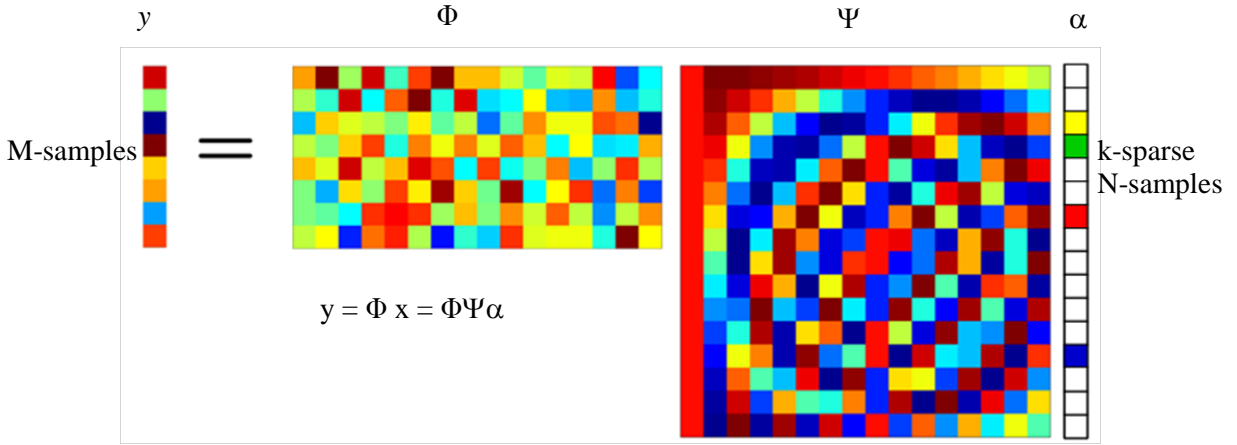 y Φ Ψ α
M-samples
k-sparse
N-samples
y = Φ x = ΦΨα